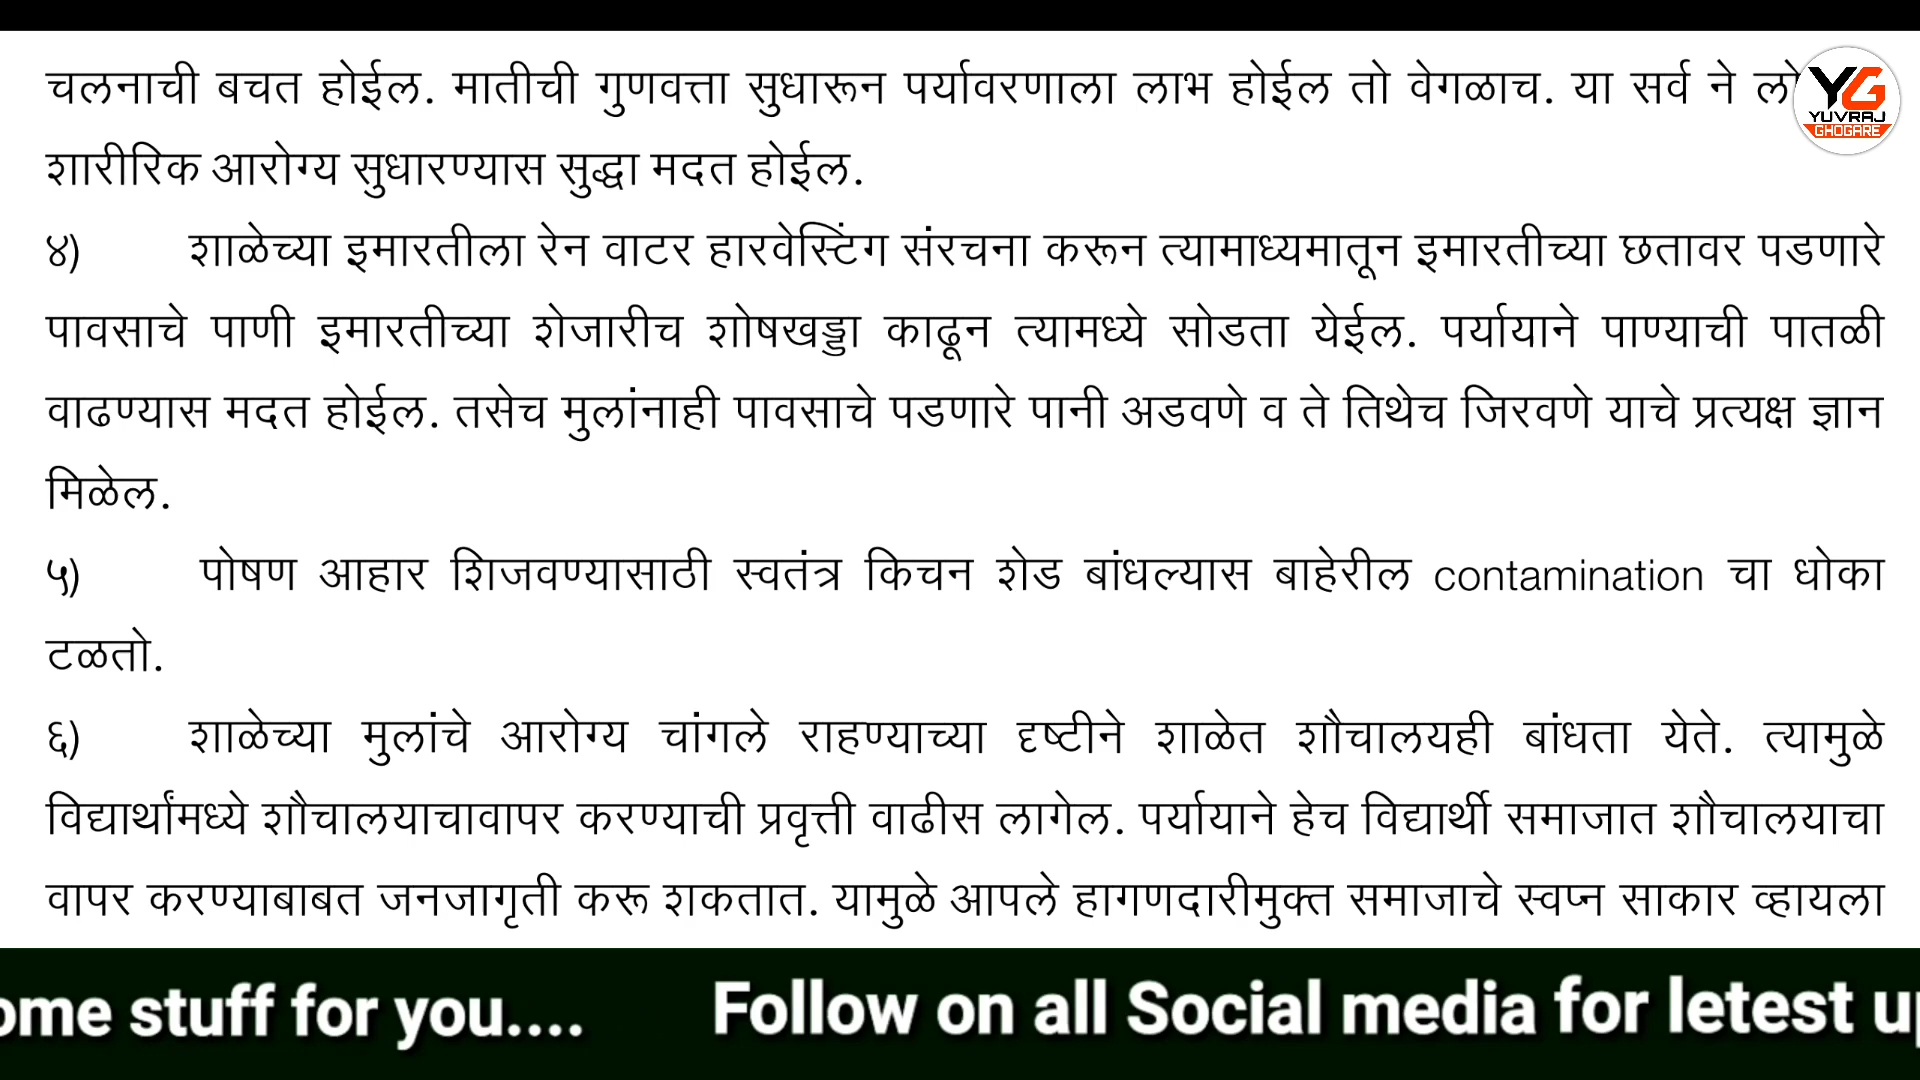 चलनाची बचत होईल. मातीची गुणवत्ता सुधारून पर्यावरणाला लाभ होईल तो वेगळाच. या सर्व ने
शारीरिक आरोग्य सुधारण्यास सुद्धा मदत होईल.
४) शाळेच्या इमारतीला रेन वाटर हारवेस्टिंग संरचना करून त्यामाध्यमातून इमारतीच्या छतावर पडणारे
पावसाचे पाणी इमारतीच्या शेजारीच शोषखड्डा काढून त्यामध्ये सोडता येईल. पर्यायाने पाण्याची पातळी
वाढण्यास मदत होईल. तसेच मुलांनाही पावसाचे पडणारे पानी अडवणे व ते तिथेच जिरवणे याचे प्रत्यक्ष ज्ञान
मिळेल.
५) पोषण आहार शिजवण्यासाठी स्वतंत्र किचन शेड बांधल्यास बाहेरील contamination चा धोका
टळतो.
६) शाळेच्या मुलांचे आरोग्य चांगले राहण्याच्या दृष्टीने शाळेत शौचालयही बांधता येते. त्यामुळे
विद्यार्थांमध्ये शौचालयाचावापर करण्याची प्रवृत्ती वाढीस लागेल. पर्यायाने हेच विद्यार्थी समाजात शौचालयाचा
वापर करण्याबाबत जनजागृती करू शकतात. यामुळे आपले हागणदारीमुक्त समाजाचे स्वप्न साकार व्हायला
YG
YUVRAJ
GHOGARE
ome stuff for you.... Follow on all Social media for letest